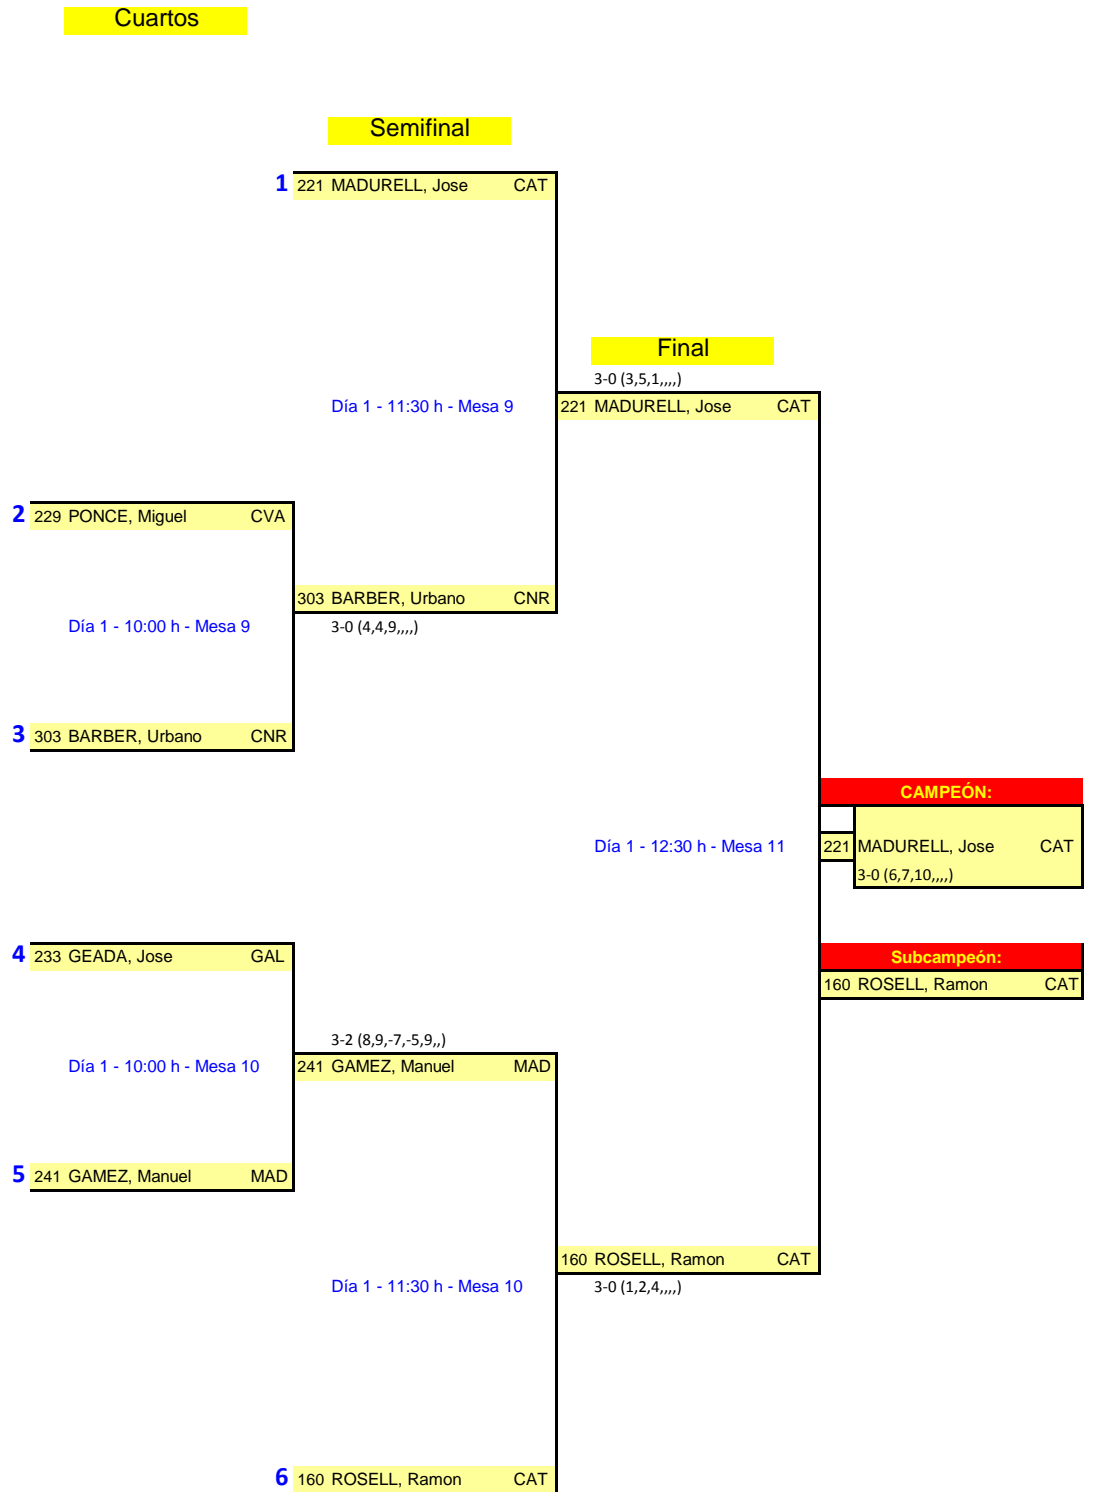 Cuartos
Semifinal
1 221 MADURELL, Jose CAT
Final
3-0 (3,5,1,,,,)
Día 1 - 11:30 h - Mesa 9
221 MADURELL, Jose CAT
2 229 PONCE, Miguel CVA
303 BARBER, Urbano CNR
Día 1 - 10:00 h - Mesa 9
3-0 (4,4,9,,,,)
3 303 BARBER, Urbano CNR
CAMPEÓN:
Día 1 - 12:30 h - Mesa 11
221 MADURELL, Jose CAT
3-0 (6,7,10,,,,)
4 233 GEADA, Jose GAL
Subcampeón:
160 ROSELL, Ramon CAT
3-2 (8,9,-7,-5,9,,)
Día 1 - 10:00 h - Mesa 10
241 GAMEZ, Manuel MAD
5 241 GAMEZ, Manuel MAD
160 ROSELL, Ramon CAT
Día 1 - 11:30 h - Mesa 10
3-0 (1,2,4,,,,)
6 160 ROSELL, Ramon CAT